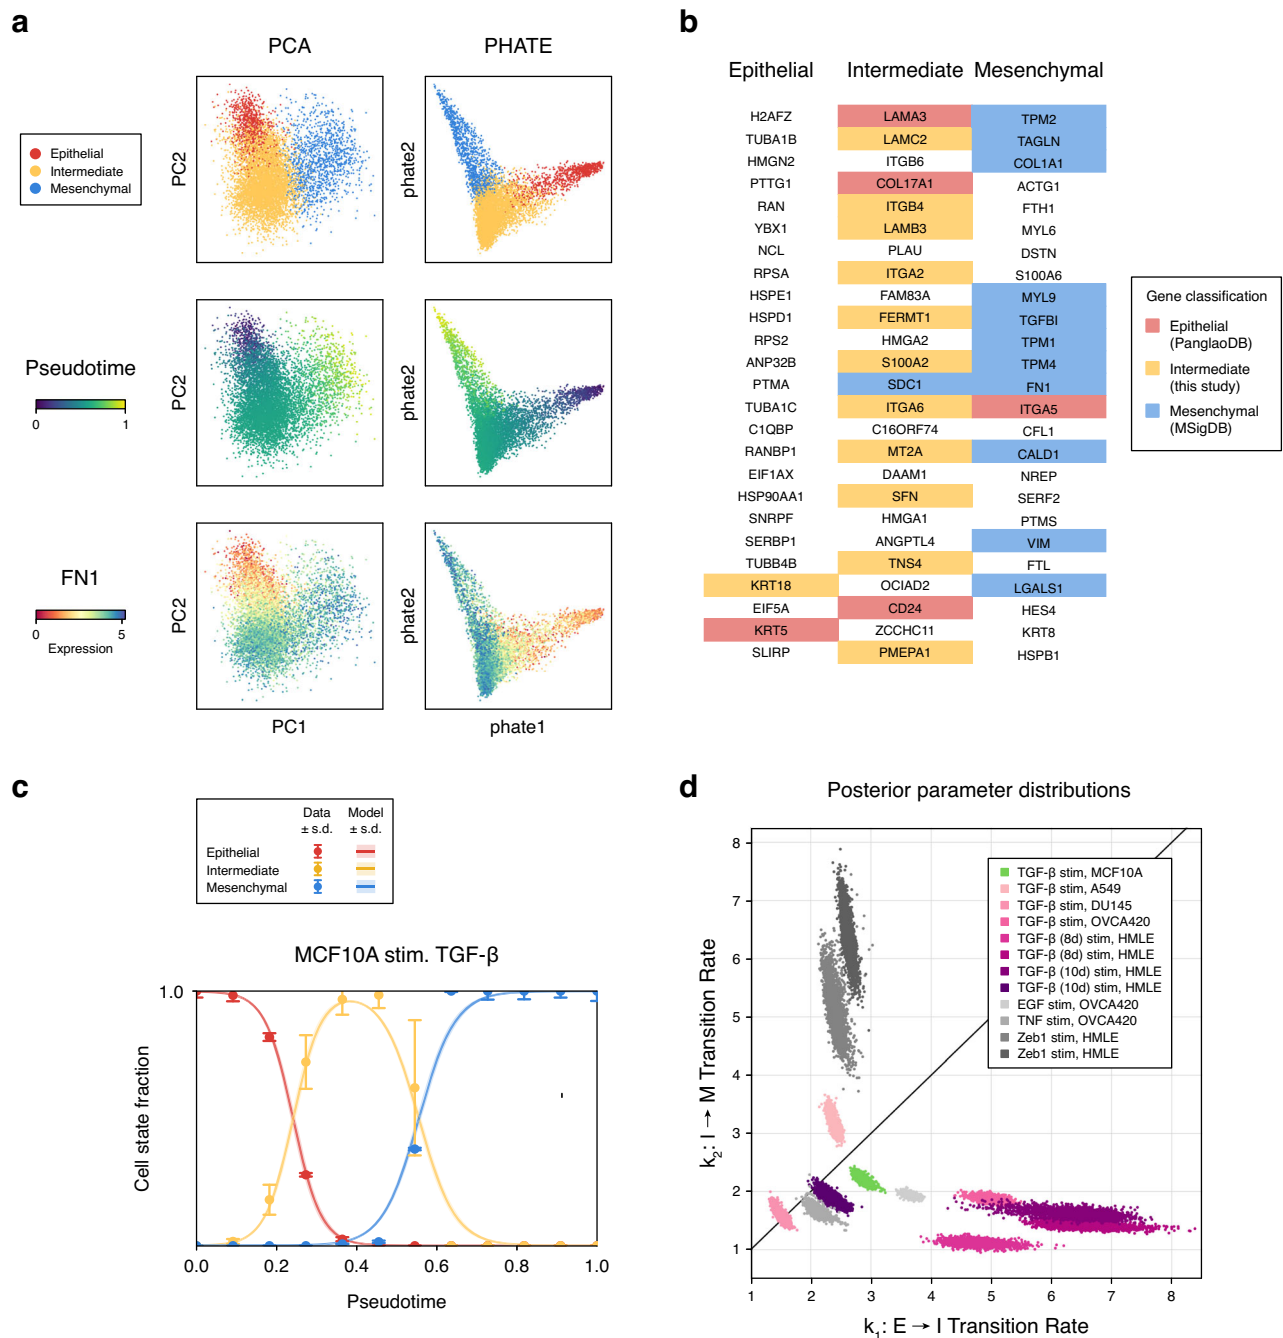 a
PCA
PHATE
Epithelial
Intermediate
Mesenchymal
PC2
phate2
Pseudotime
0 1
PC2
phate2
FN1
0 5
Expression
PC2
phate2
PC1
phate1
b
Epithelial Intermediate Mesenchymal
H2AFZ LAMA3 TPM2
TUBA1B LAMC2 TAGLN
HMGN2 ITGB6 COL1A1
PTTG1 COL17A1 ACTG1
RAN ITGB4 FTH1
YBX1 LAMB3 MYL6
NCL PLAU DSTN
RPSA ITGA2 S100A6
HSPE1 FAM83A MYL9
HSPD1 FERMT1 TGFBI
RPS2 HMGA2 TPM1
ANP32B S100A2 TPM4
PTMA SDC1 FN1
TUBA1C ITGA6 ITGA5
C1QBP C16ORF74 CFL1
RANBP1 MT2A CALD1
EIF1AX DAAM1 NREP
HSP90AA1 SFN SERF2
SNRPF HMGA1 PTMS
SERBP1 ANGPTL4 VIM
TUBB4B TNS4 FTL
KRT18 OCIAD2 LGALS1
EIF5A CD24 HES4
KRT5 ZCCHC11 KRT8
SLIRP PMEPA1 HSPB1
Gene classification
Epithelial
(PanglaoDB)
Intermediate
(this study)
Mesenchymal
(MSigDB)
c
Data Model
± s.d. ± s.d.
Epithelial
Intermediate
Mesenchymal
MCF10A stim. TGF-β
1.0
Cell state fraction
0.0 0.2 0.4 0.6 0.8 1.0
Pseudotime
d
Posterior parameter distributions
8
7
6
5
4
3
2
1
k2: I → M Transition Rate
TGF-β stim, MCF10A
TGF-β stim, A549
TGF-β stim, DU145
TGF-β stim, OVCA420
TGF-β (8d) stim, HMLE
TGF-β (8d) stim, HMLE
TGF-β (10d) stim, HMLE
TGF-β (10d) stim, HMLE
EGF stim, OVCA420
TNF stim, OVCA420
Zeb1 stim, HMLE
Zeb1 stim, HMLE
1 2 3 4 5 6 7 8
k1: E → I Transition Rate